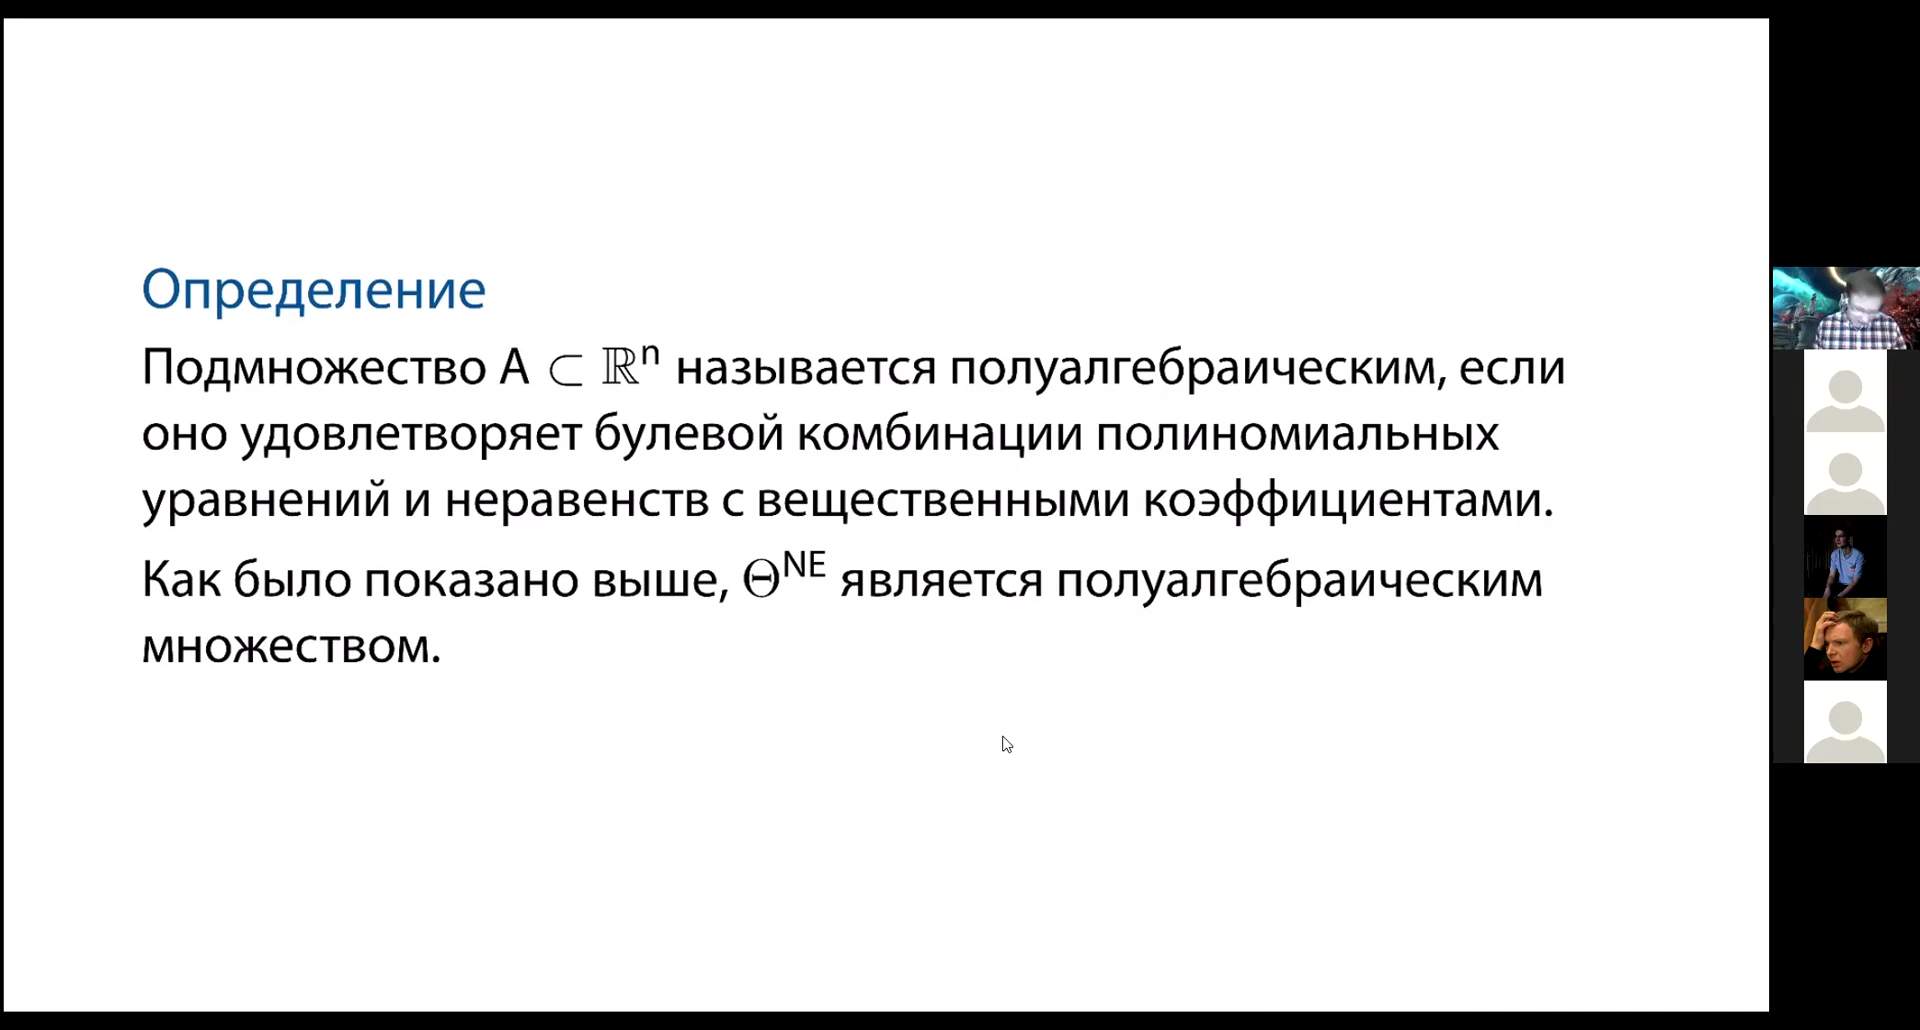 Определение
Подмножество A ⊂ ℝⁿ называется полуалгебраическим, если
оно удовлетворяет булевой комбинации полиномиальных
уравнений и неравенств с вещественными коэффициентами.
Как было показано выше, Θᴺᴱ является полуалгебраическим
множеством.